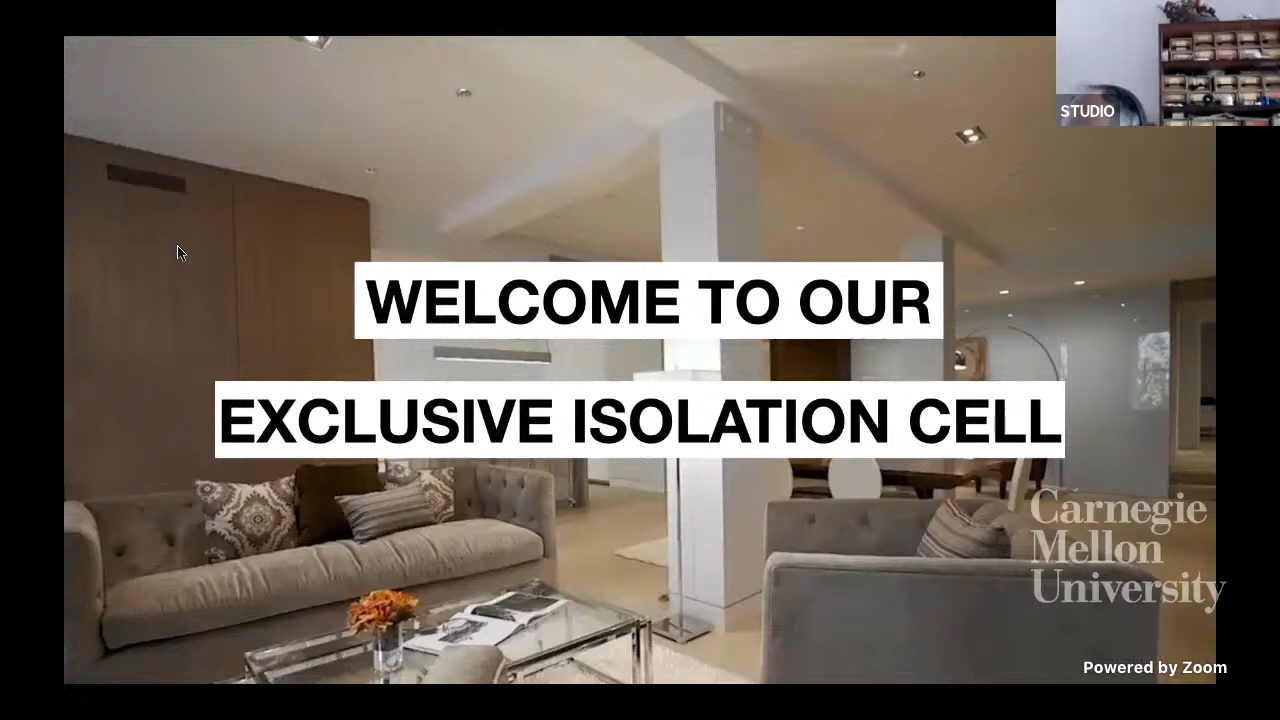 STUDIO
WELCOME TO OUR
EXCLUSIVE ISOLATION CELL
Carnegie
Mellon
University
Powered by Zoom